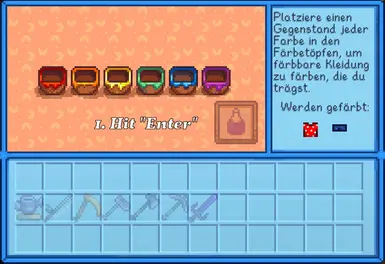 Platziere einen
Gegenstand jeder
Farbe in den
Färbetöpfen, um
färbbare Kleidung
zu färben, die du
trägst.
Werden gefärbt:
1. Hit "Enter"